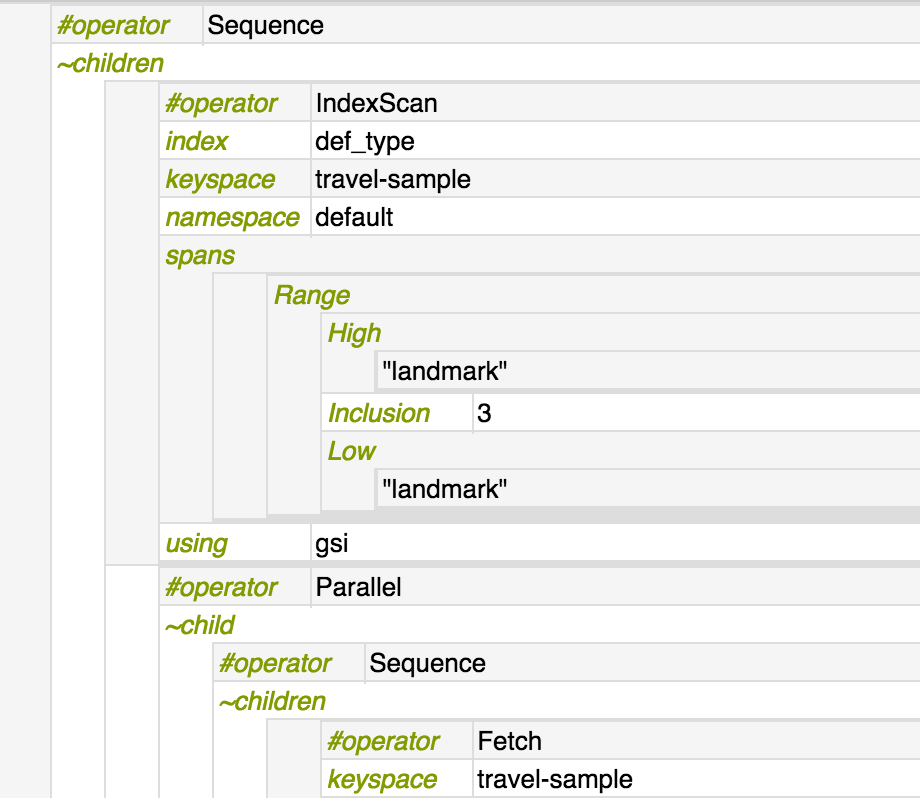 #operator Sequence
~children
#operator IndexScan
index def_type
keyspace travel-sample
namespace default
spans
Range
High
"landmark"
Inclusion 3
Low
"landmark"
using gsi
#operator Parallel
~child
#operator Sequence
~children
#operator Fetch
keyspace travel-sample